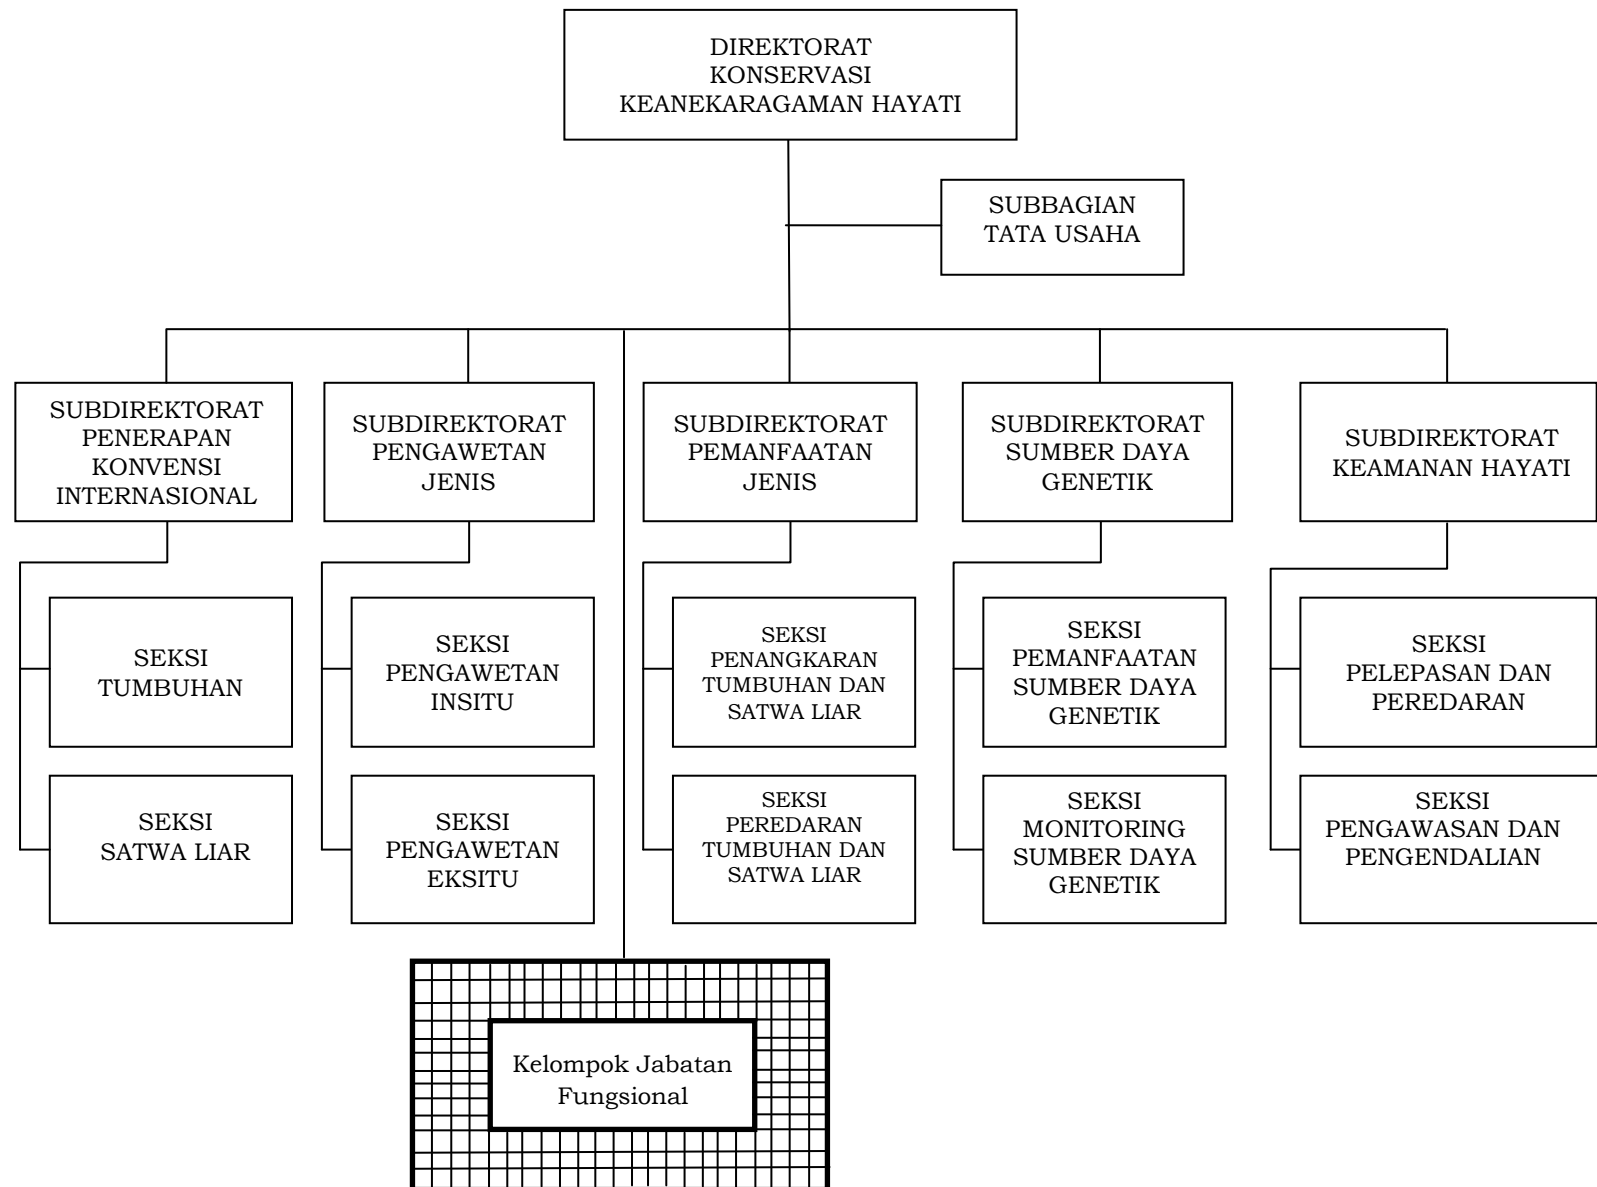 DIREKTORAT
KONSERVASI
KEANEKARAGAMAN HAYATI
SUBBAGIAN
TATA USAHA
SUBDIREKTORAT
PENERAPAN
KONVENSI
INTERNASIONAL
SUBDIREKTORAT
PENGAWETAN
JENIS
SUBDIREKTORAT
PEMANFAATAN
JENIS
SUBDIREKTORAT
SUMBER DAYA
GENETIK
SUBDIREKTORAT
KEAMANAN HAYATI
SEKSI
TUMBUHAN
SEKSI
PENGAWETAN
INSITU
SEKSI
PENANGKARAN
TUMBUHAN DAN
SATWA LIAR
SEKSI
PEMANFAATAN
SUMBER DAYA
GENETIK
SEKSI
PELEPASAN DAN
PEREDARAN
SEKSI
SATWA LIAR
SEKSI
PENGAWETAN
EKSITU
SEKSI
PEREDARAN
TUMBUHAN DAN
SATWA LIAR
SEKSI
MONITORING
SUMBER DAYA
GENETIK
SEKSI
PENGAWASAN DAN
PENGENDALIAN
Kelompok Jabatan
Fungsional